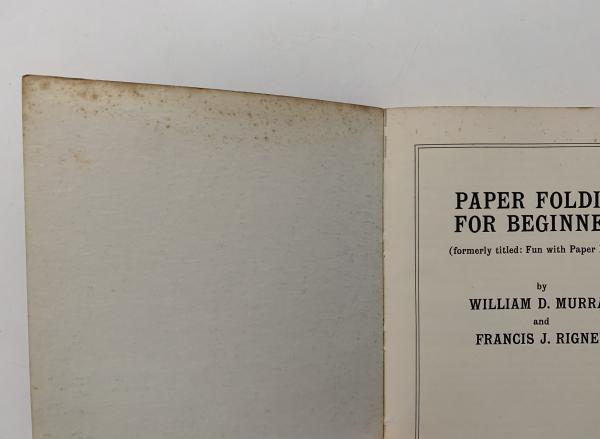 PAPER FOLDI
FOR BEGINNE
(formerly titled: Fun with Paper
by
WILLIAM D. MURRA
and
FRANCIS J. RIGNE